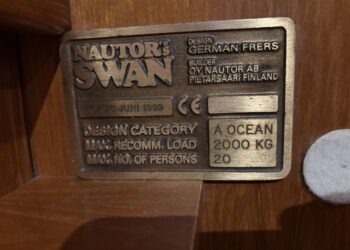 NAUTOR'S
SWAN
DESIGN
GERMAN FRERS
BUILDER
OY NAUTOR AB
PIETARSAARI FINLAND
JUNI 1999
CE
DESIGN CATEGORY A OCEAN
MAX. RECOMM. LOAD 2000 KG
MAX. NO. OF PERSONS 20